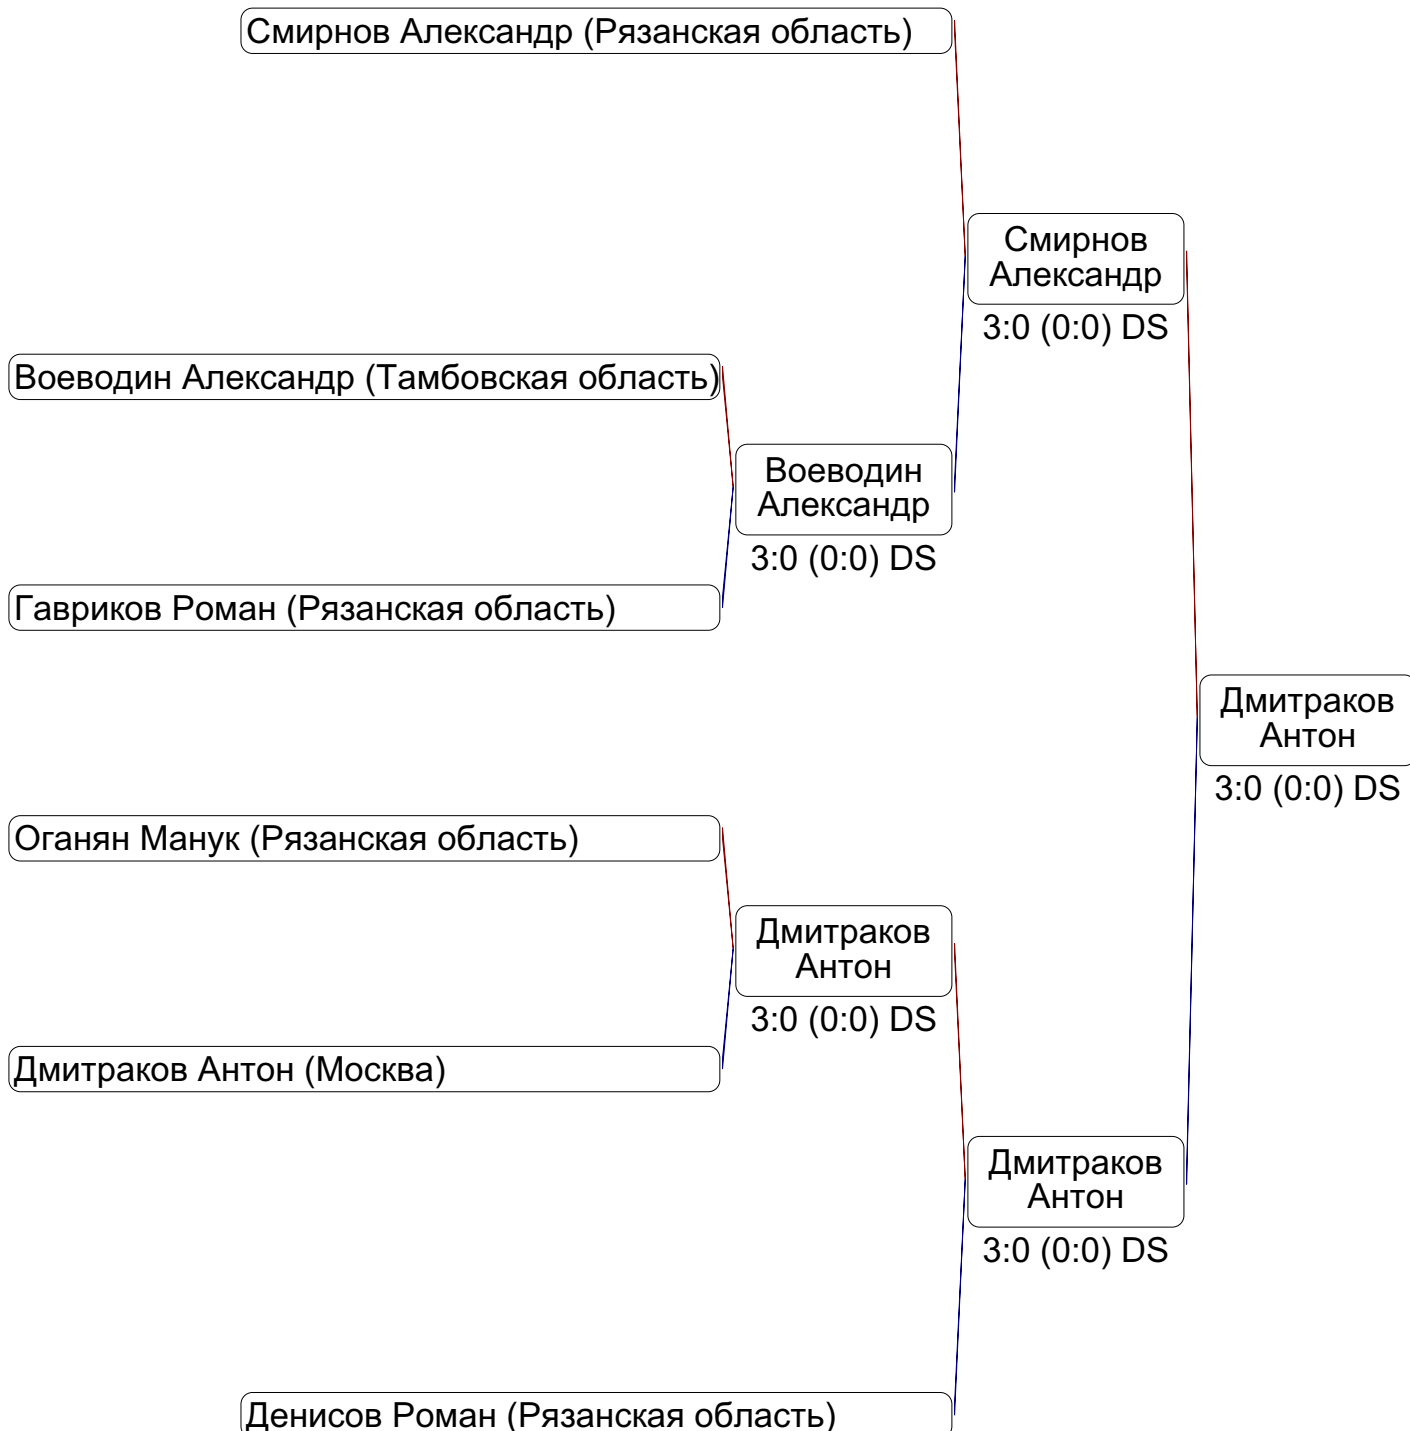 Смирнов Александр (Рязанская область)
Смирнов
Александр
3:0 (0:0) DS
Воеводин Александр (Тамбовская область)
Воеводин
Александр
3:0 (0:0) DS
Гавриков Роман (Рязанская область)
Дмитраков
Антон
3:0 (0:0) DS
Оганян Манук (Рязанская область)
Дмитраков
Антон
3:0 (0:0) DS
Дмитраков Антон (Москва)
Дмитраков
Антон
3:0 (0:0) DS
Денисов Роман (Рязанская область)